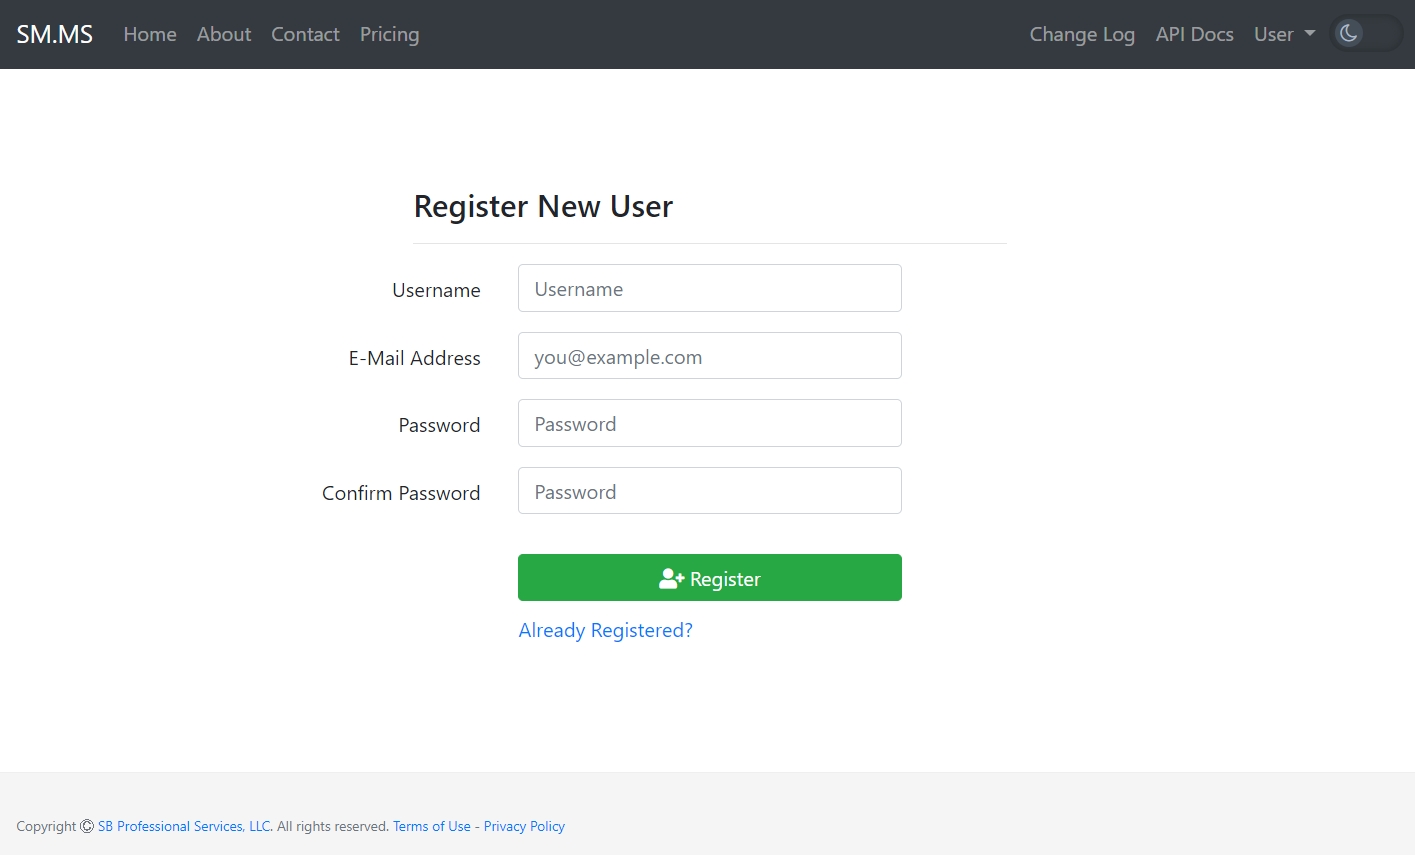 SM.MS Home About Contact Pricing Change Log API Docs User
Register New User
Username Username
E-Mail Address you@example.com
Password Password
Confirm Password Password
Register
Already Registered?
Copyright © SB Professional Services, LLC. All rights reserved. Terms of Use - Privacy Policy